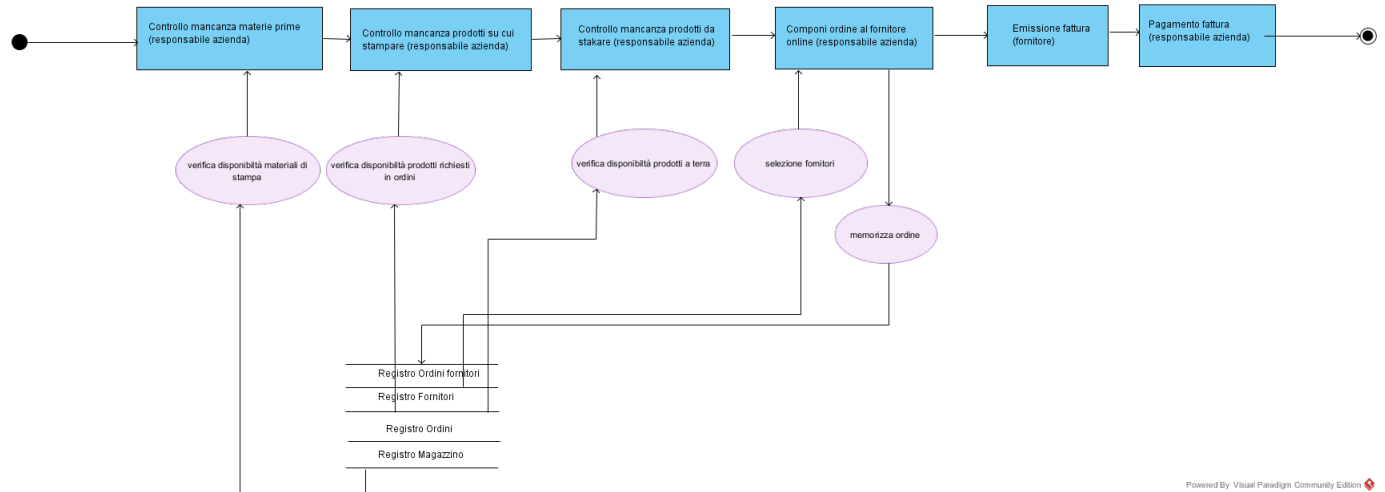 Controllo mancanza materie prime
(responsabile azienda)
Controllo mancanza prodotti su cui
stampare (responsabile azienda)
Controllo mancanza prodotti da
stakare (responsabile azienda)
Componi ordine al fornitore
online (responsabile azienda)
Emissione fattura
(fornitore)
Pagamento fattura
(responsabile azienda)
verifica disponibiltà materiali di
stampa
verifica disponibiltà prodotti richiesti
in ordini
verifica disponibiltà prodotti a terra
selezione fornitori
memorizza ordine
Registro Ordini fornitori
Registro Fornitori
Registro Ordini
Registro Magazzino
Powered By Visual Paradigm Community Edition